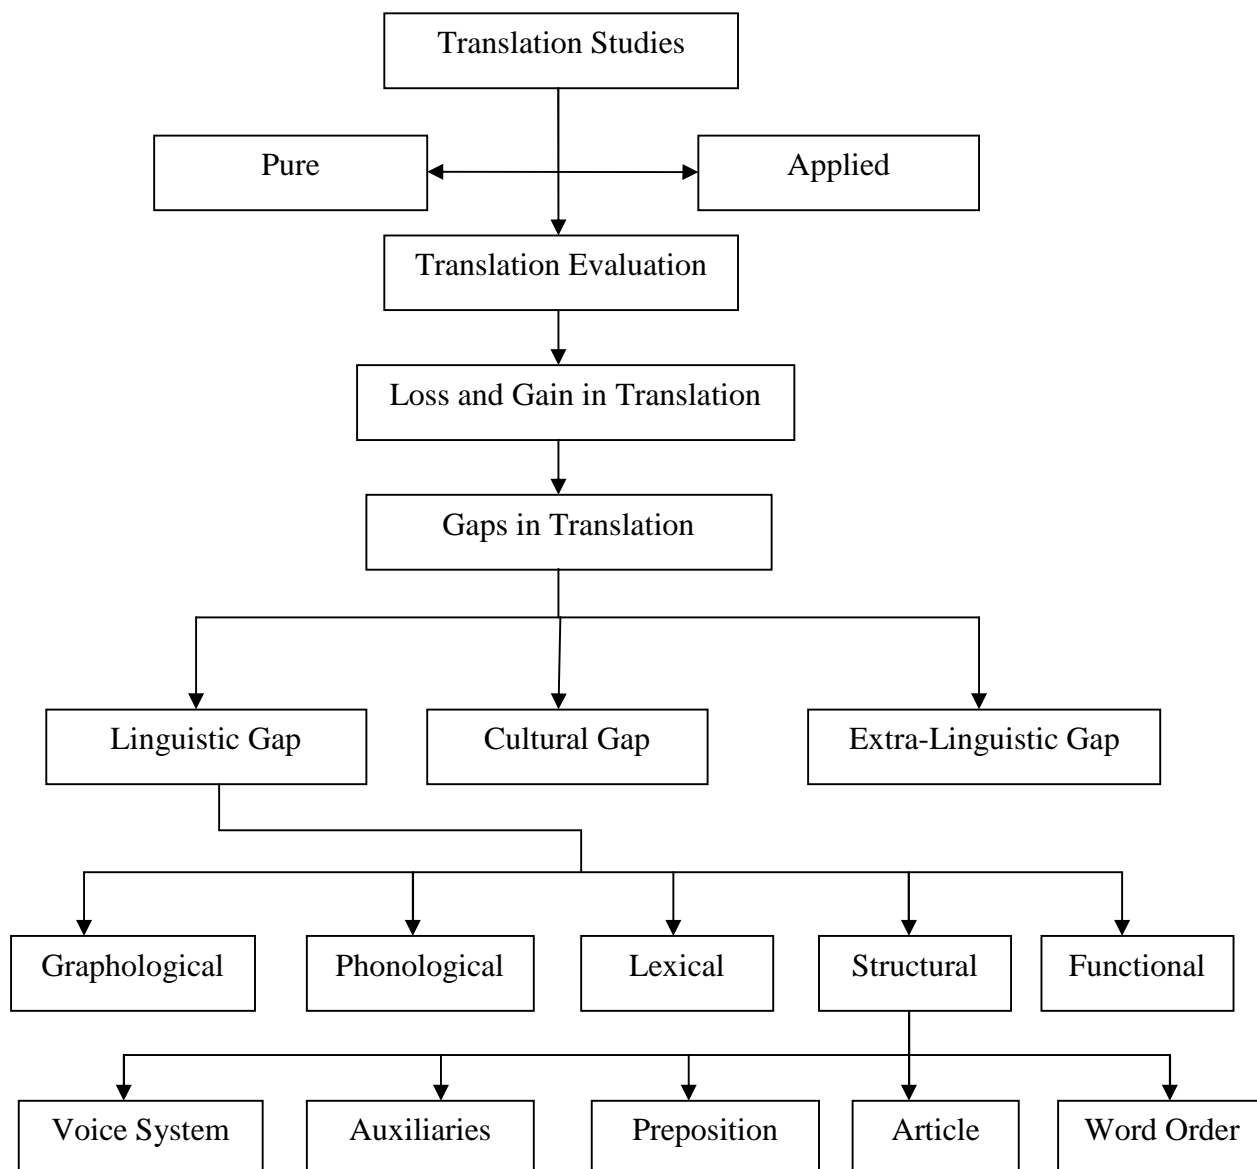 Translation Studies
Pure
Applied
Translation Evaluation
Loss and Gain in Translation
Gaps in Translation
Linguistic Gap
Cultural Gap
Extra-Linguistic Gap
Graphological
Phonological
Lexical
Structural
Functional
Voice System
Auxiliaries
Preposition
Article
Word Order